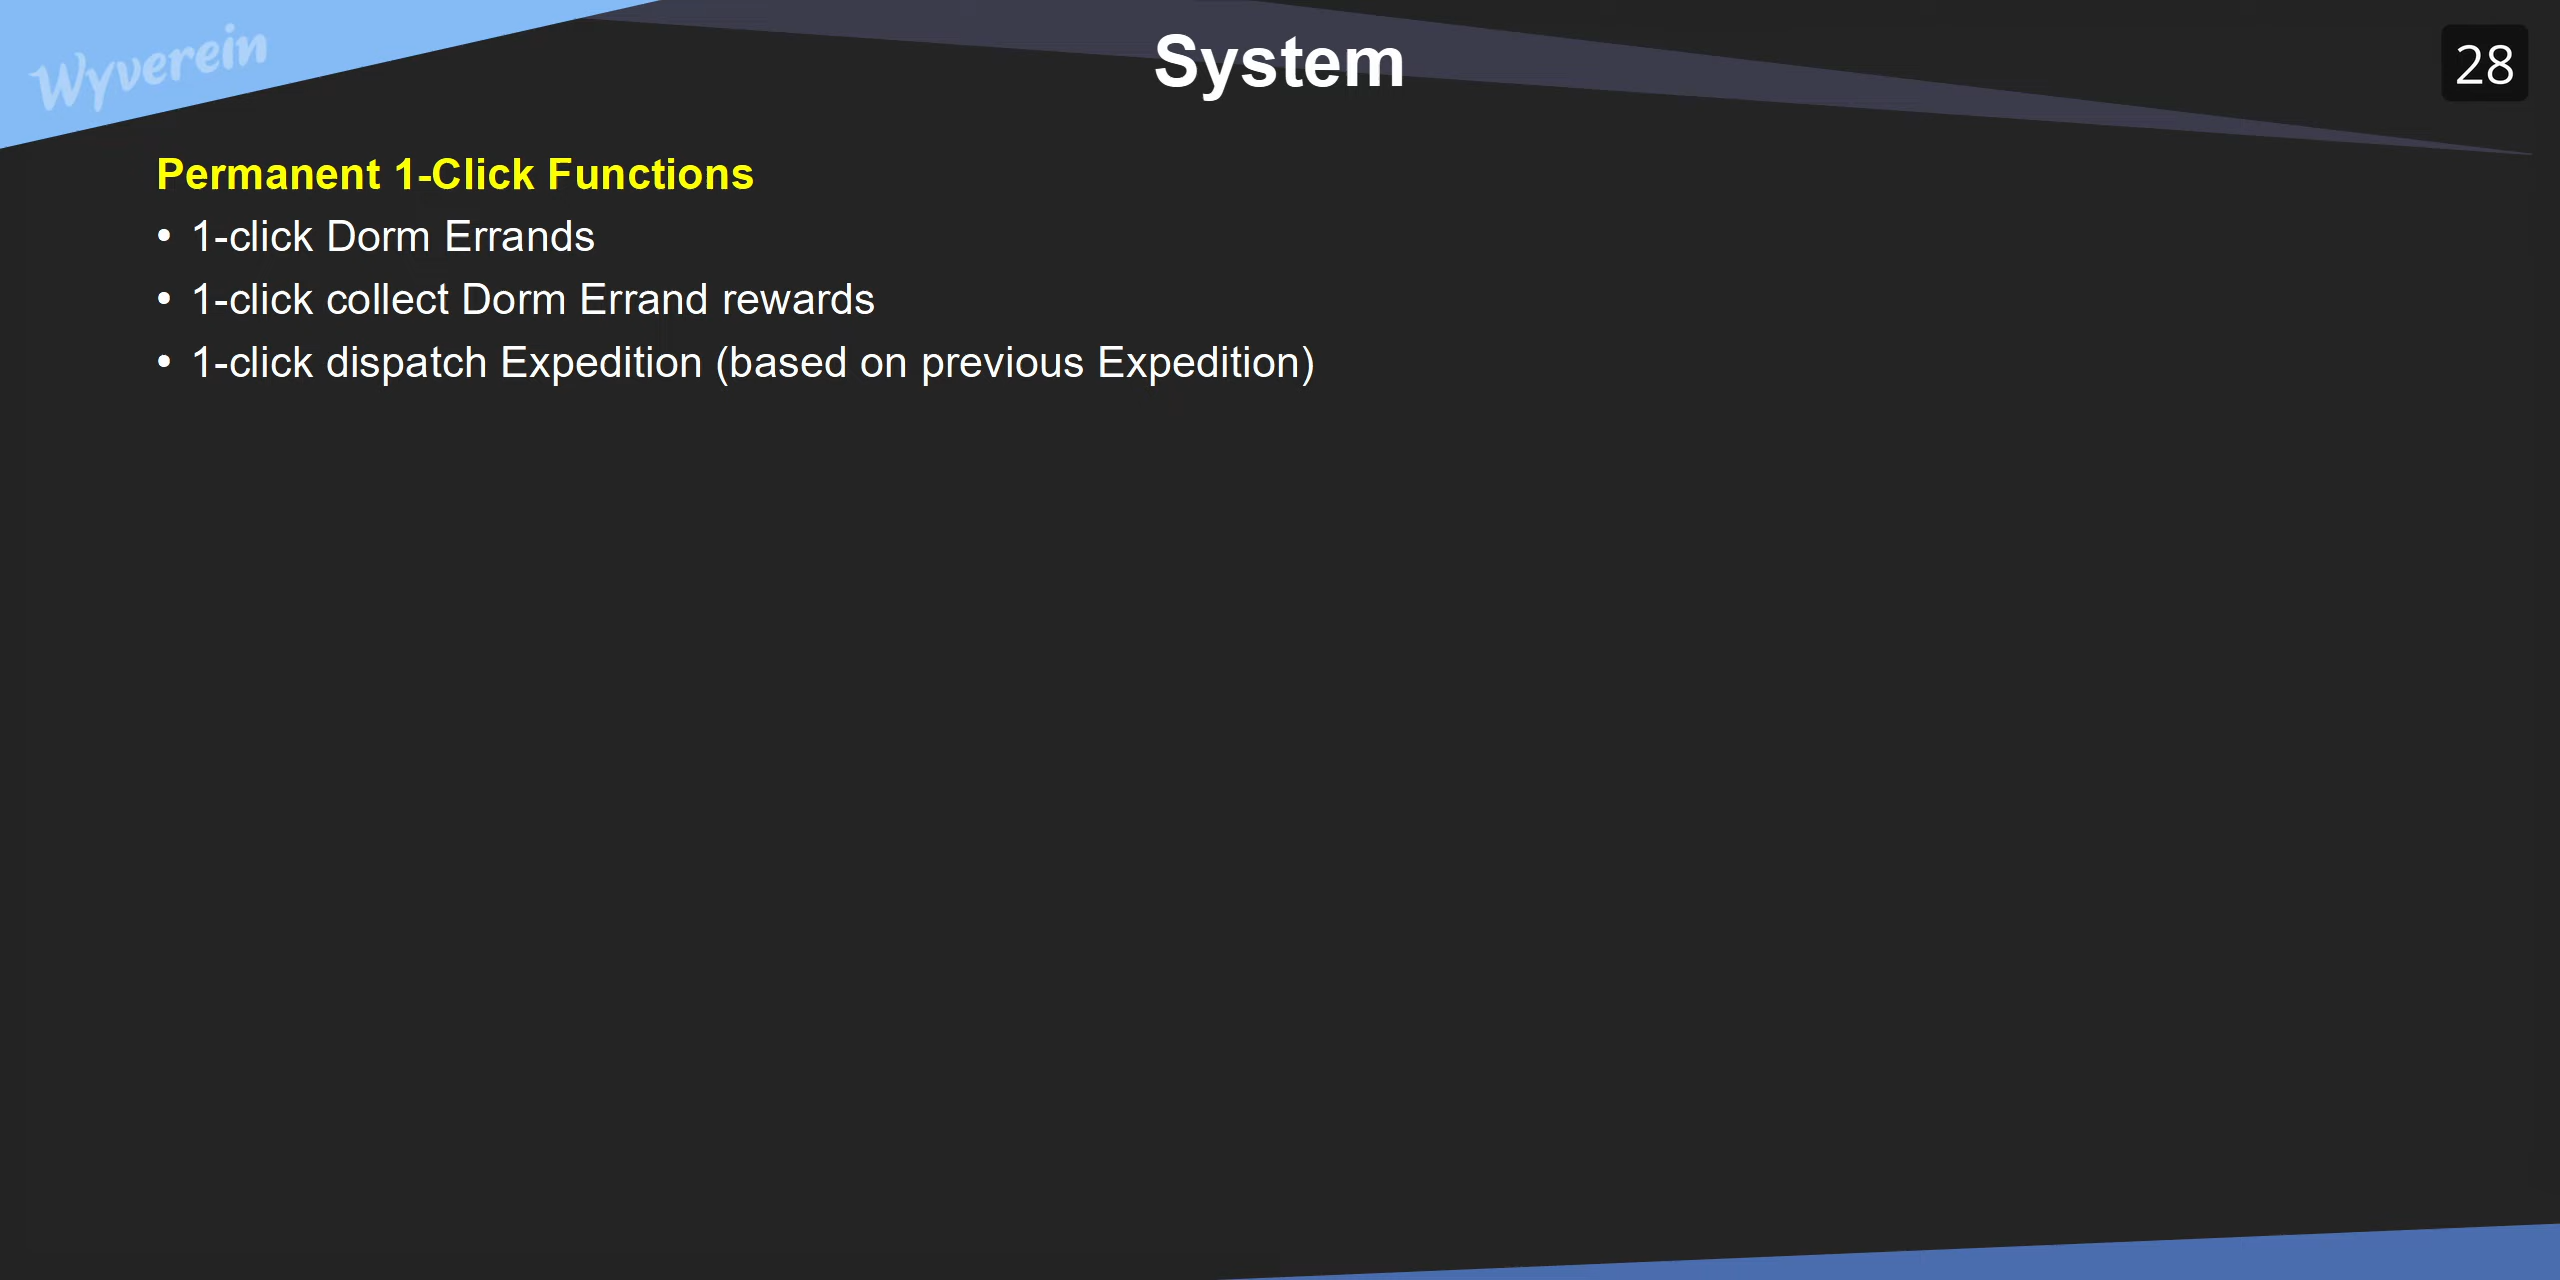 Wyverein
System
28
Permanent 1-Click Functions
• 1-click Dorm Errands
• 1-click collect Dorm Errand rewards
• 1-click dispatch Expedition (based on previous Expedition)